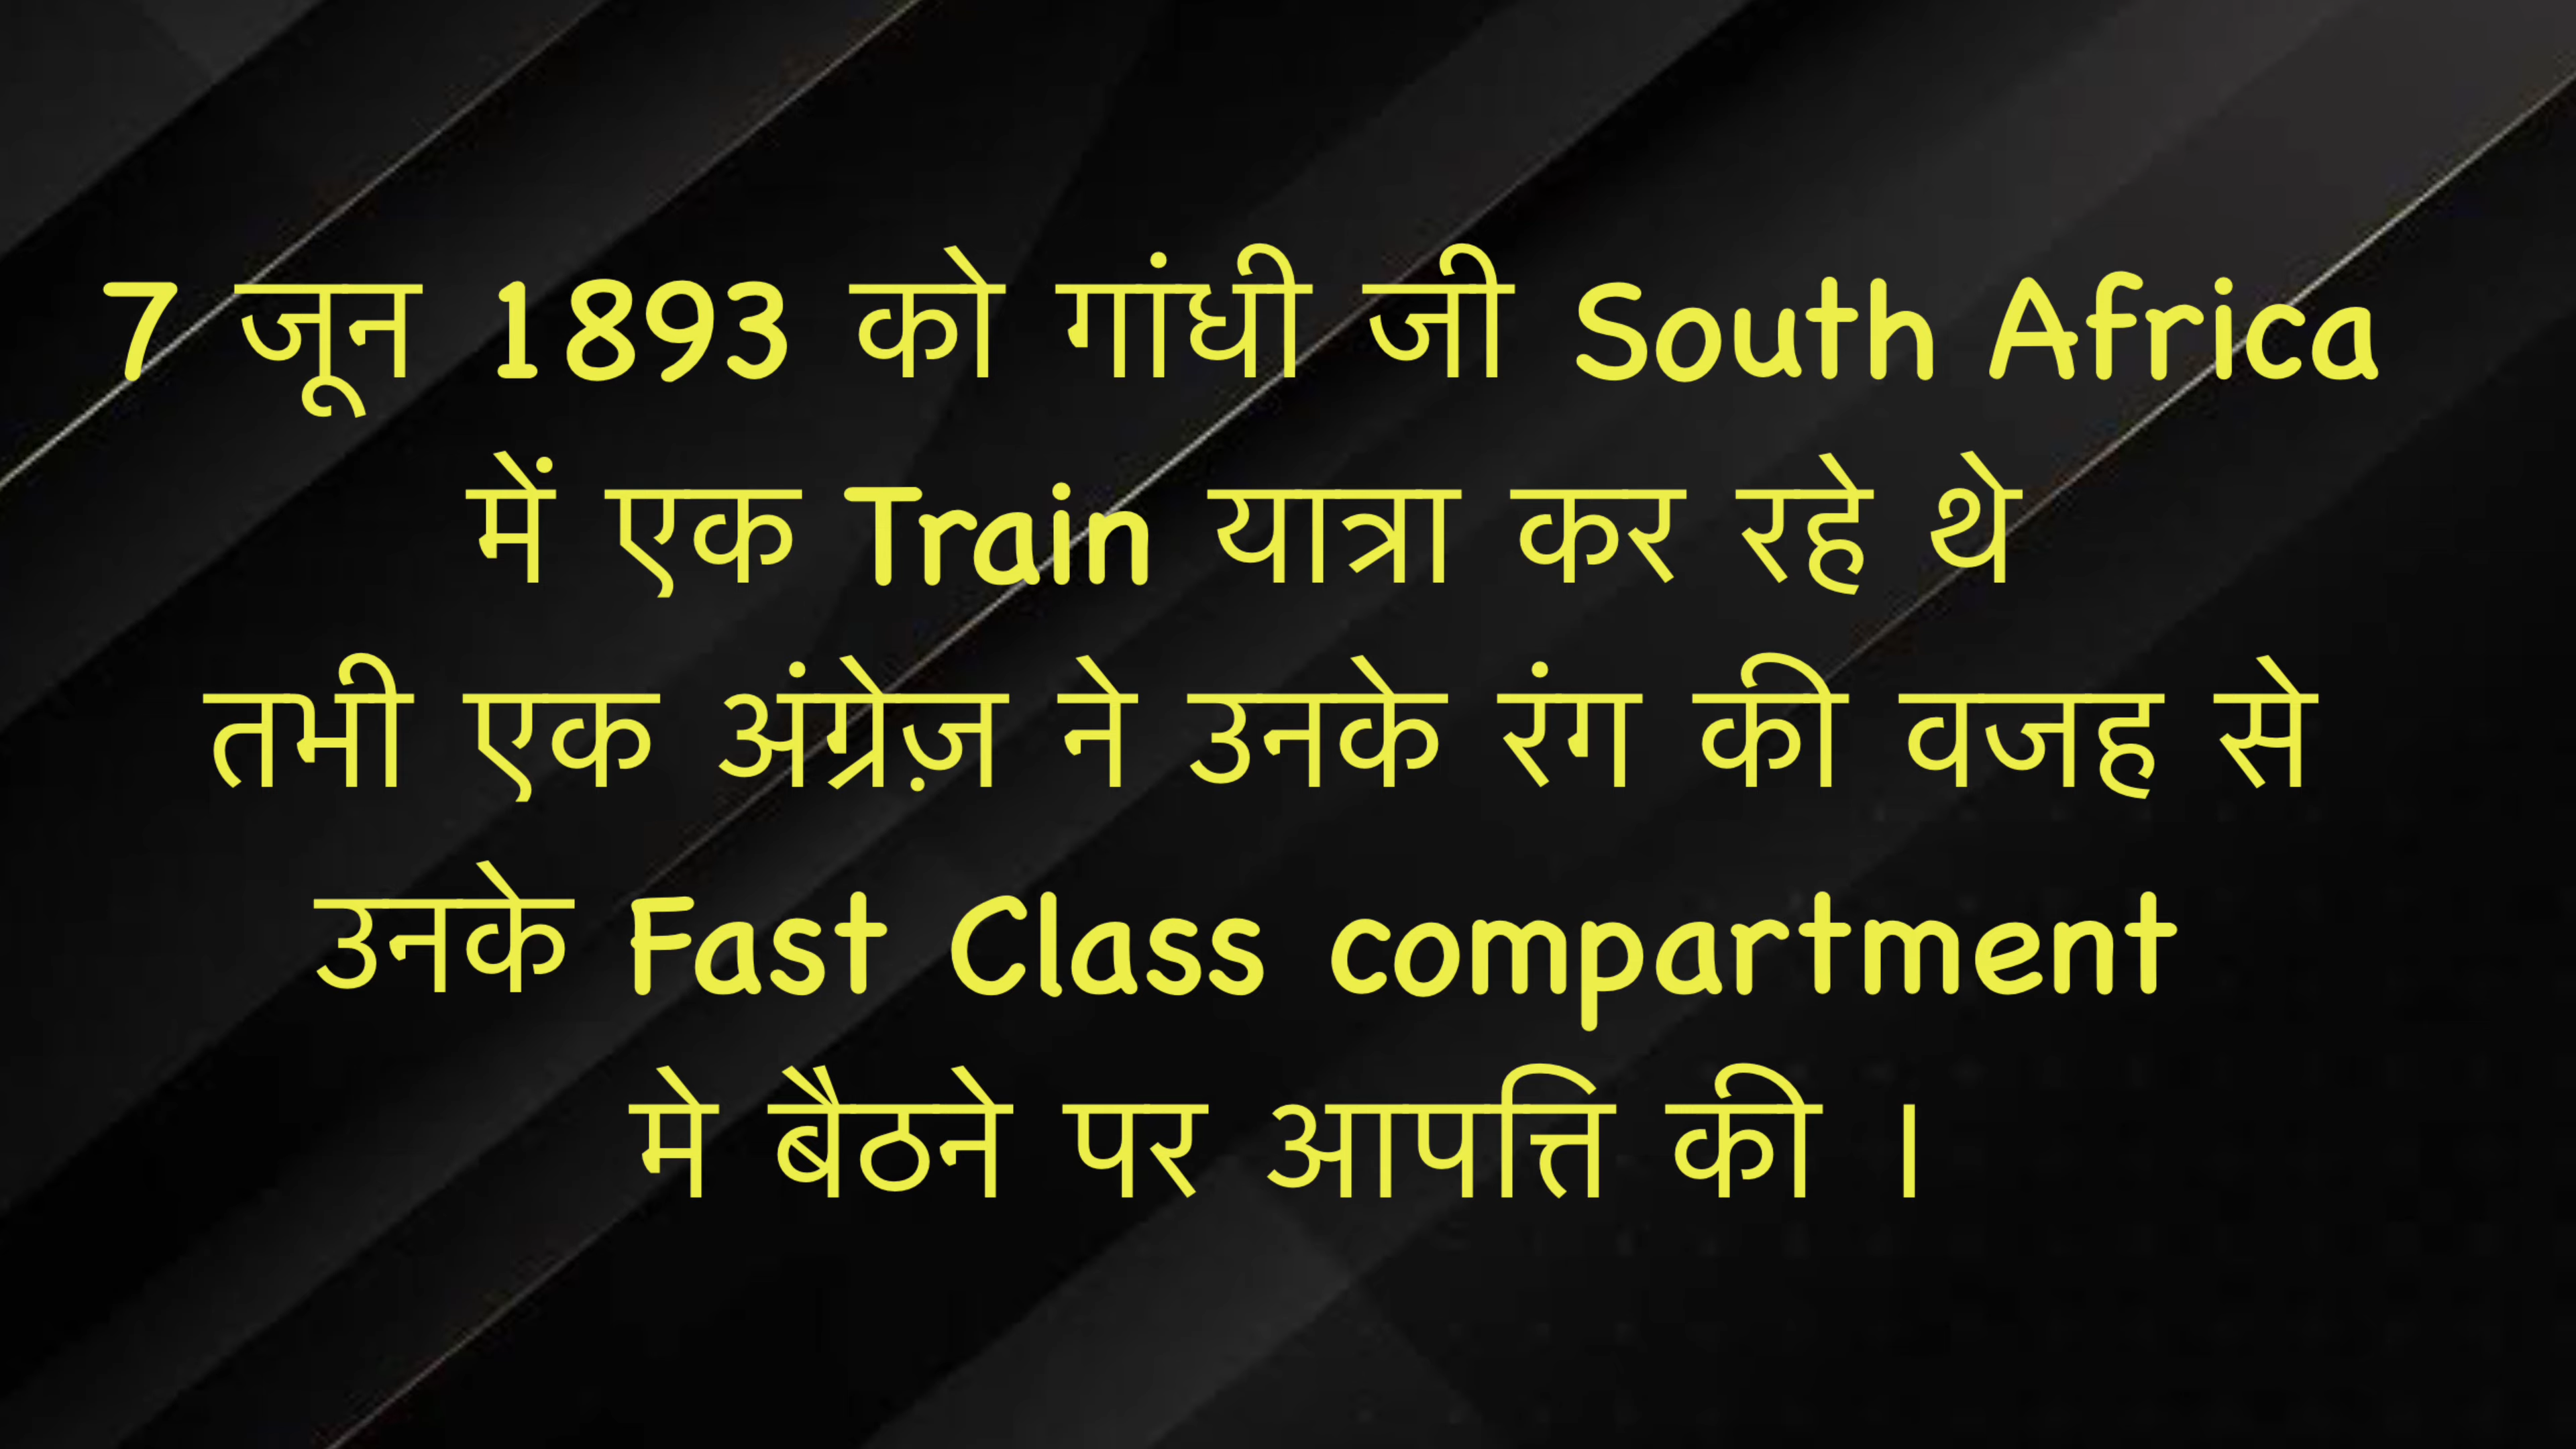 7 जून 1893 को गांधी जी South Africa
में एक Train यात्रा कर रहे थे
तभी एक अंग्रेज़ ने उनके रंग की वजह से
उनके Fast Class compartment
मे बैठने पर आपत्ति की ।